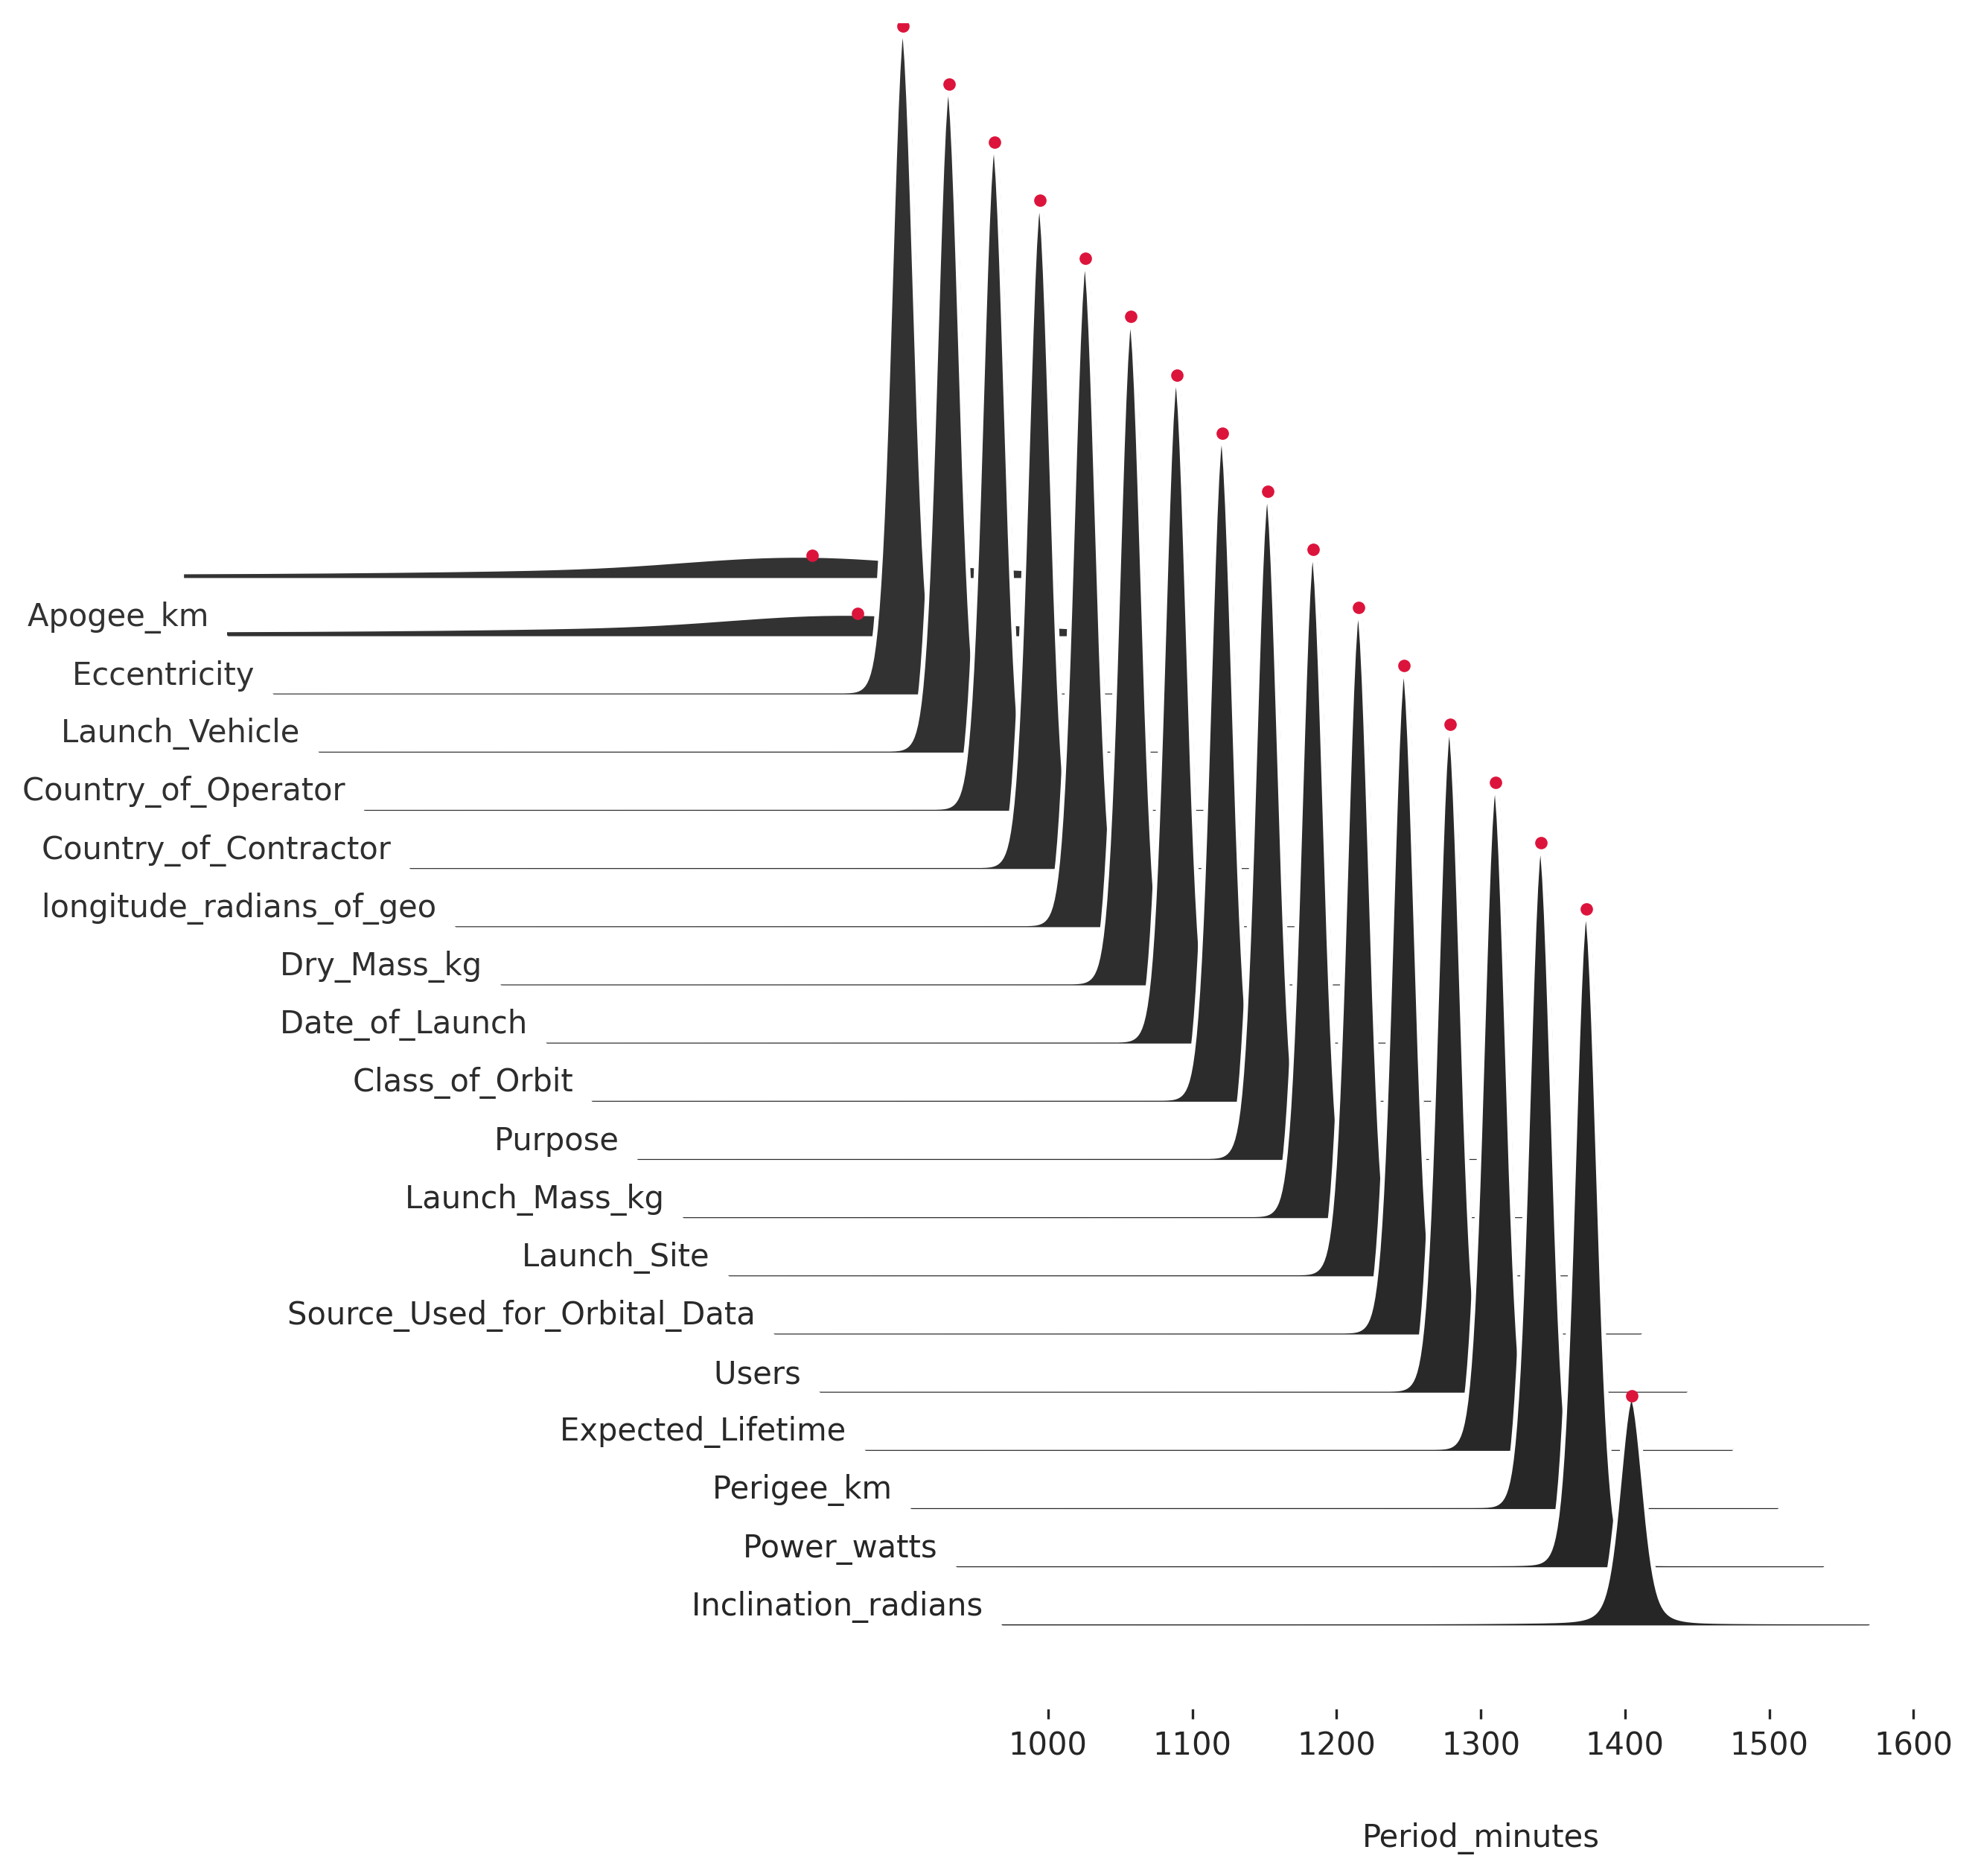 Apogee_km
Eccentricity
Launch_Vehicle
Country_of_Operator
Country_of_Contractor
longitude_radians_of_geo
Dry_Mass_kg
Date_of_Launch
Class_of_Orbit
Purpose
Launch_Mass_kg
Launch_Site
Source_Used_for_Orbital_Data
Users
Expected_Lifetime
Perigee_km
Power_watts
Inclination_radians
1000 1100 1200 1300 1400 1500 1600
Period_minutes